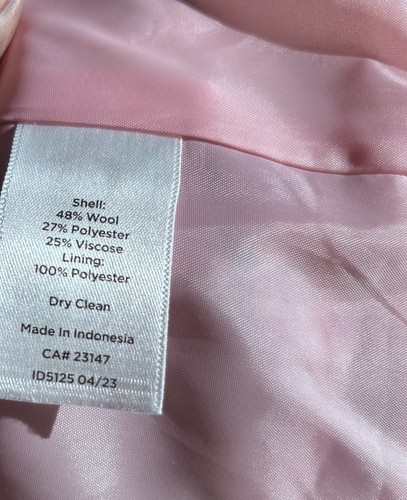 Shell:
48% Wool
27% Polyester
25% Viscose
Lining:
100% Polyester
Dry Clean
Made In Indonesia
CA# 23147
ID5125 04/23